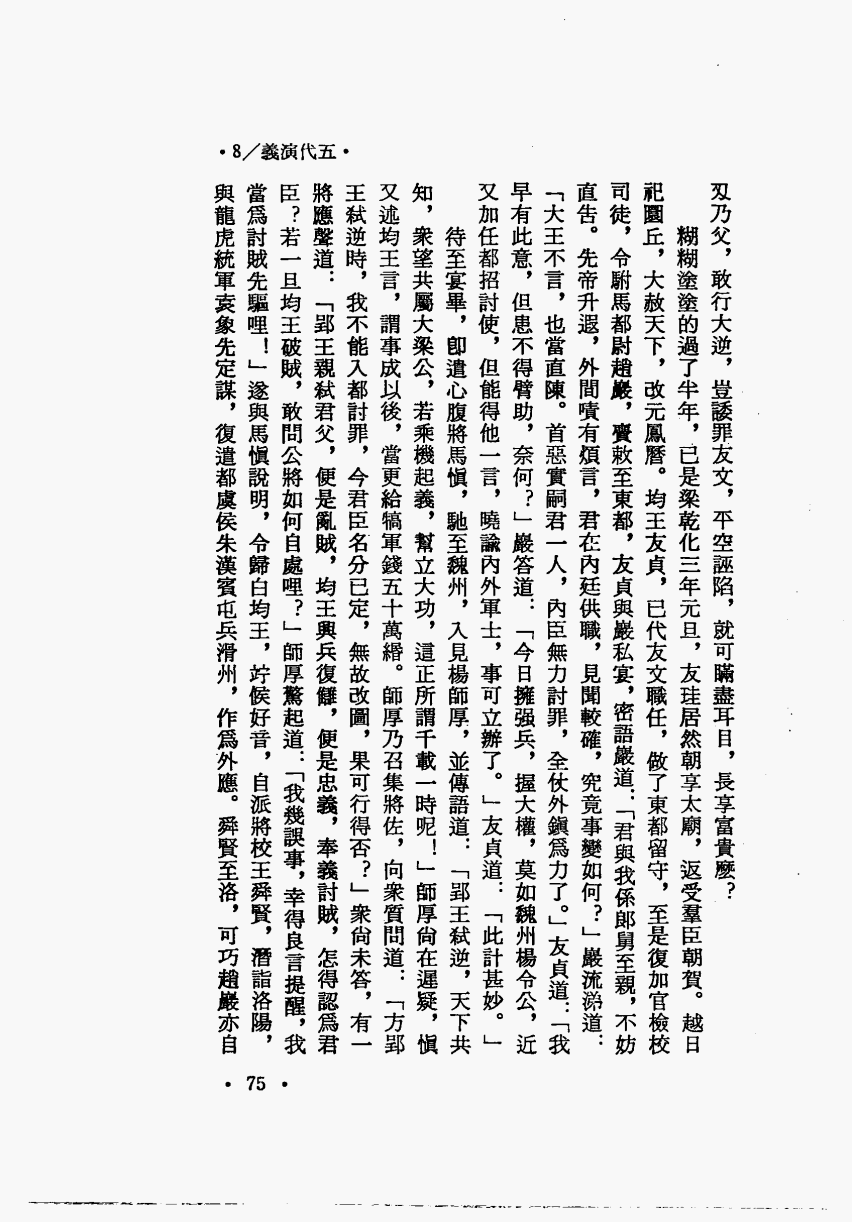 •8/義演代五•
刄乃父，敢行大逆，豈諉罪友文，平空誣陷，就可瞞盡耳目，長享富貴麼？
糊糊塗塗的過了半年，已是梁乾化三年元旦，友珪居然朝享太廟，返受羣臣朝賀。越日
祀圜丘，大赦天下，改元鳳曆。均王友貞，已代友文職任，做了東都留守，至是復加官檢校
司徒，令駙馬都尉趙巖，齎敕至東都，友貞與巖私宴，密語巖道：「君與我係郎舅至親，不妨
直告。先帝升遐，外間嘖有煩言，君在內廷供職，見聞較確，究竟事變如何？」巖流涕道：
「大王不言，也當直陳。首惡實嗣君一人，內臣無力討罪，全仗外鎭爲力了。」友貞道：「我
早有此意，但患不得臂助，奈何？」巖答道：「今日擁强兵，握大權，莫如魏州楊令公，近
又加任都招討使，但能得他一言，曉諭內外軍士，事可立辦了。」友貞道：「此計甚妙。」
待至宴畢，卽遣心腹將馬愼，馳至魏州，入見楊師厚，並傳語道：「郢王弒逆，天下共
知，衆望共屬大梁公，若乘機起義，幫立大功，這正所謂千載一時呢！」師厚尙在遲疑，愼
又述均王言，謂事成以後，當更給犒軍錢五十萬緡。師厚乃召集將佐，向衆質問道：「方郢
王弒逆時，我不能入都討罪，今君臣名分已定，無故改圖，果可行得否？」衆尙未答，有一
將應聲道：「郢王親弒君父，便是亂賊，均王興兵復讎，便是忠義，奉義討賊，怎得認爲君
臣？若一旦均王破賊，敢問公將如何自處哩？」師厚驚起道：「我幾誤事，幸得良言提醒，我
當爲討賊先驅哩！」遂與馬愼說明，令歸白均王，竚候好音，自派將校王舜賢，潛詣洛陽，
與龍虎統軍袁象先定謀，復遣都虞侯朱漢賓屯兵滑州，作爲外應。舜賢至洛，可巧趙巖亦自
• 75 •